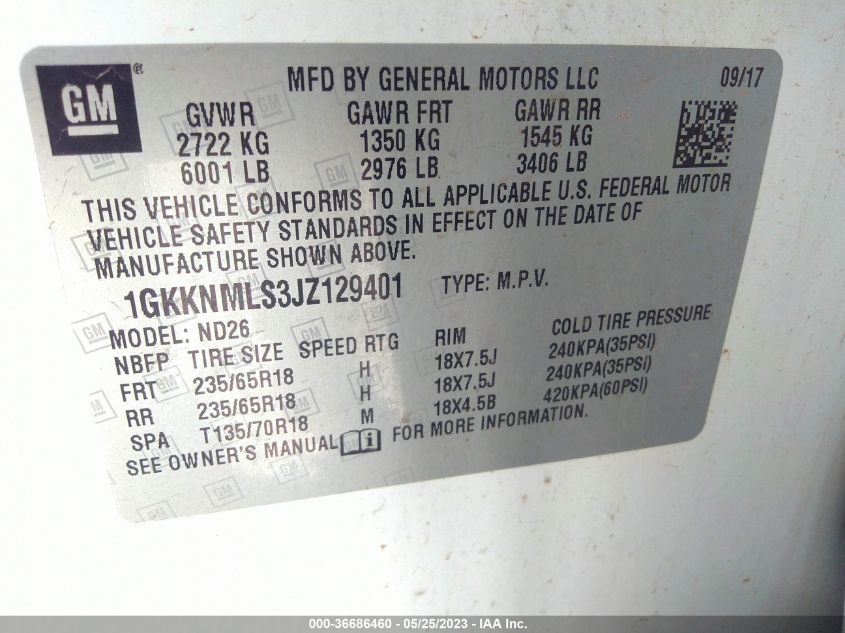 GM ® MFD BY GENERAL MOTORS LLC 09/17
GVWR GAWR FRT GAWR RR
2722 KG 1350 KG 1545 KG
6001 LB 2976 LB 3406 LB
THIS VEHICLE CONFORMS TO ALL APPLICABLE U.S. FEDERAL MOTOR
VEHICLE SAFETY STANDARDS IN EFFECT ON THE DATE OF
MANUFACTURE SHOWN ABOVE.
1GKKNMLS3JZ129401 TYPE: M.P.V.
MODEL: ND26
NBFP TIRE SIZE SPEED RTG RIM COLD TIRE PRESSURE
FRT 235/65R18 H 18X7.5J 240KPA(35PSI)
RR 235/65R18 H 18X7.5J 240KPA(35PSI)
SPA T135/70R18 M 18X4.5B 420KPA(60PSI)
SEE OWNER'S MANUAL FOR MORE INFORMATION.
000-36686460 - 05/25/2023 - IAA Inc.